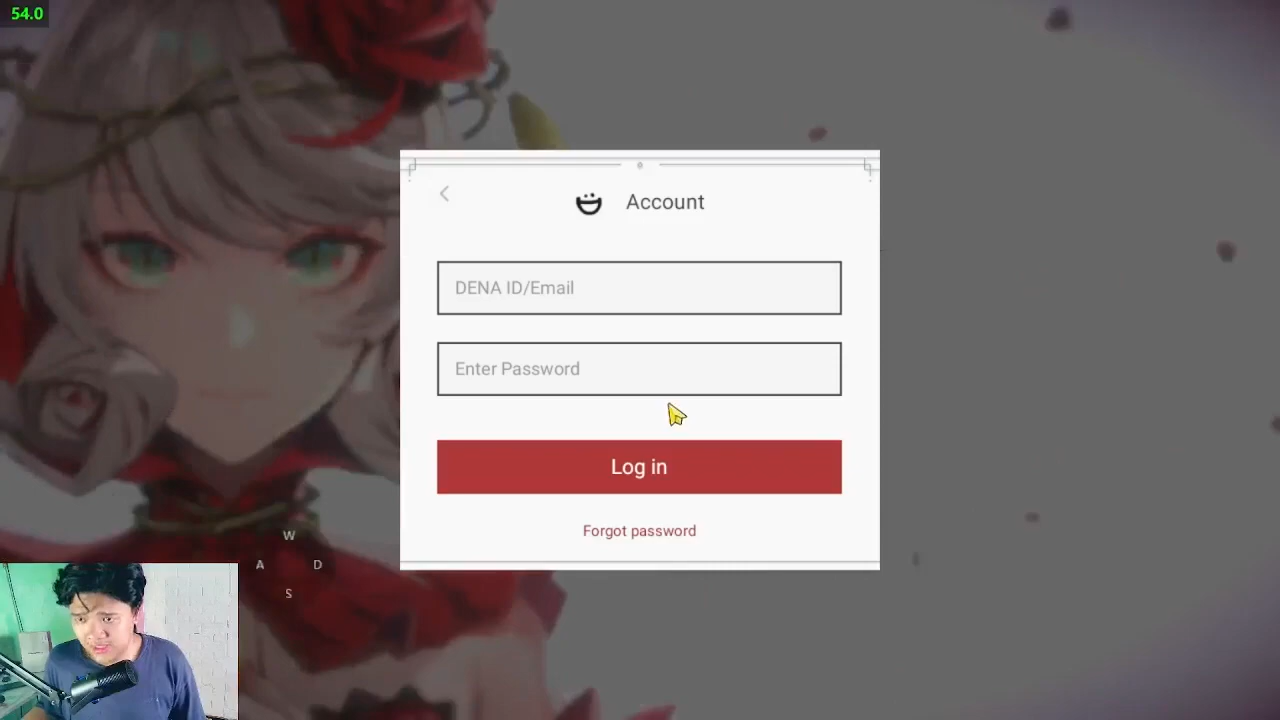 54.0
Account
DENA ID/Email
Enter Password
Log in
Forgot password
W
A D
S